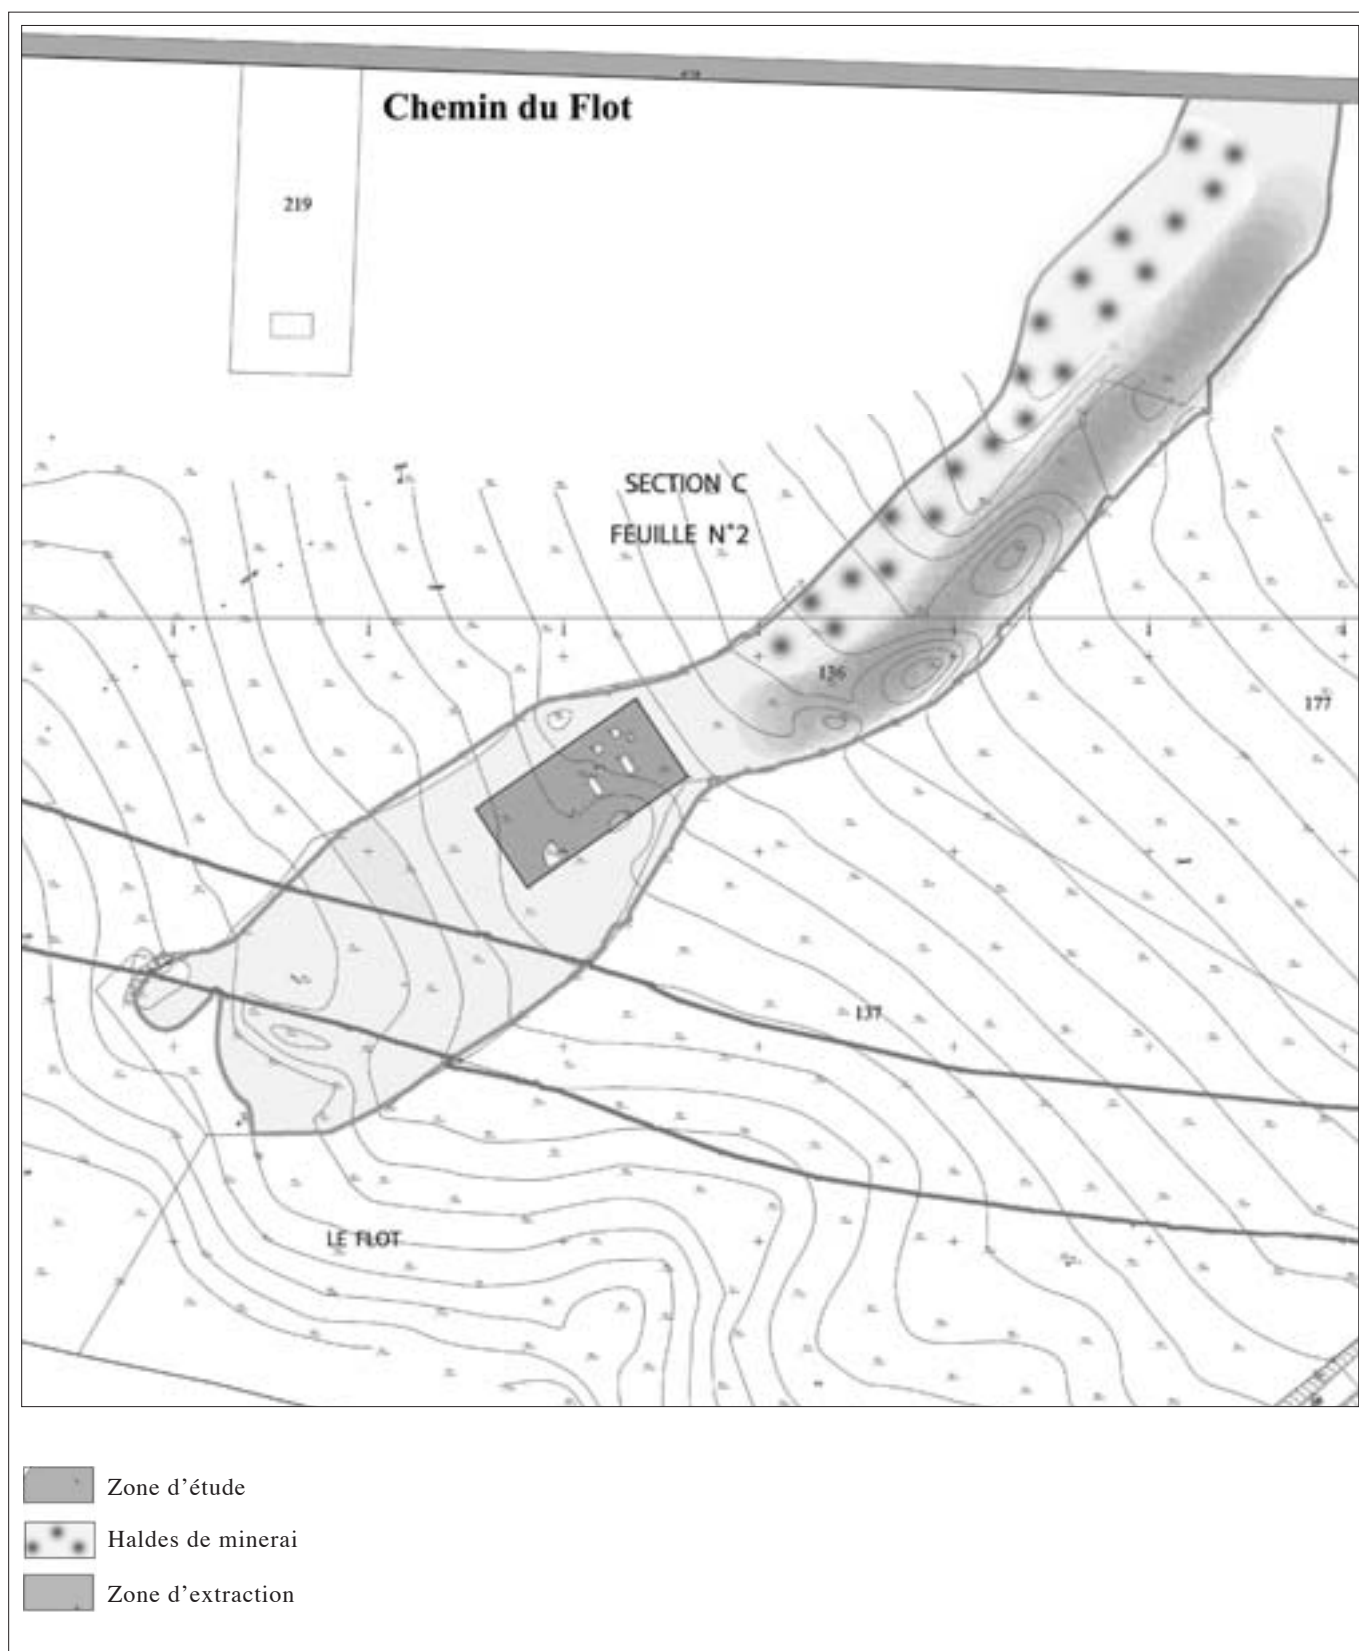 Chemin du Flot
219
SECTION C
FEUILLE N°2
136
177
137
LE FLOT
Zone d’étude
Haldes de minerai
Zone d’extraction